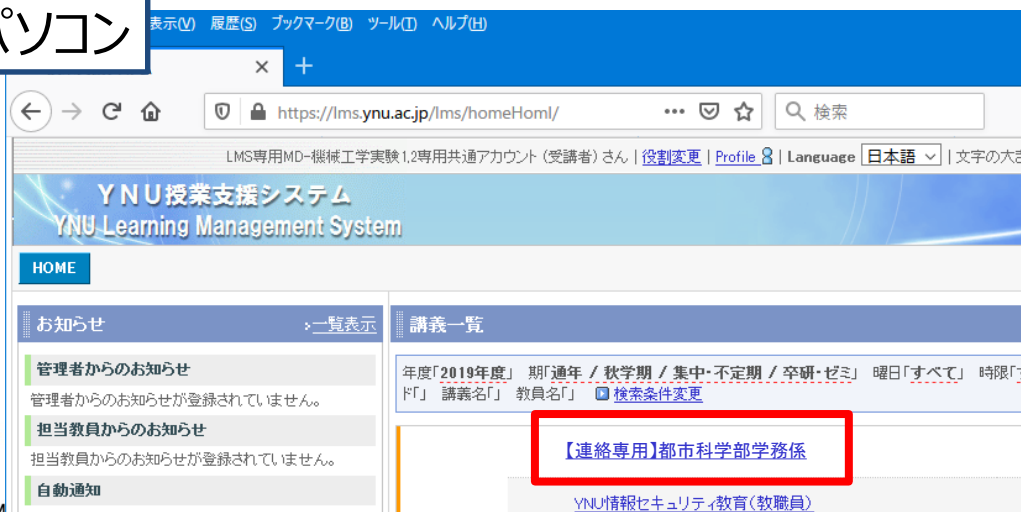 パソコン
表示(V) 履歴(S) ブックマーク(B) ツール(T) ヘルプ(H)
https://lms.ynu.ac.jp/lms/homeHoml/
検索
LMS専用MD-機械工学実験1,2専用共通アカウント (受講者) さん | 役割変更 | Profile | Language 日本語 | 文字の大
YNU授業支援システム
YNU Learning Management System
HOME
お知らせ
>一覧表示
管理者からのお知らせ
管理者からのお知らせが登録されていません。
担当教員からのお知らせ
担当教員からのお知らせが登録されていません。
自動通知
講義一覧
年度「2019年度」 期「通年 / 秋学期 / 集中・不定期 / 卒研・ゼミ」 曜日「すべて」 時限「
ド「」 講義名「」 教員名「」 検索条件変更
【連絡専用】都市科学部学務係
YNU情報セキュリティ教育(教職員)